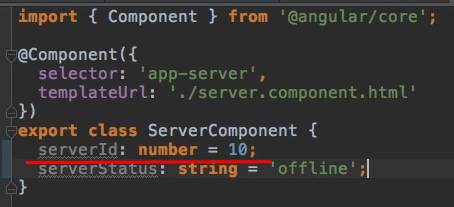 import { Component } from '@angular/core';
@Component({
selector: 'app-server',
templateUrl: './server.component.html'
})
export class ServerComponent {
serverId: number = 10;
serverStatus: string = 'offline';
}